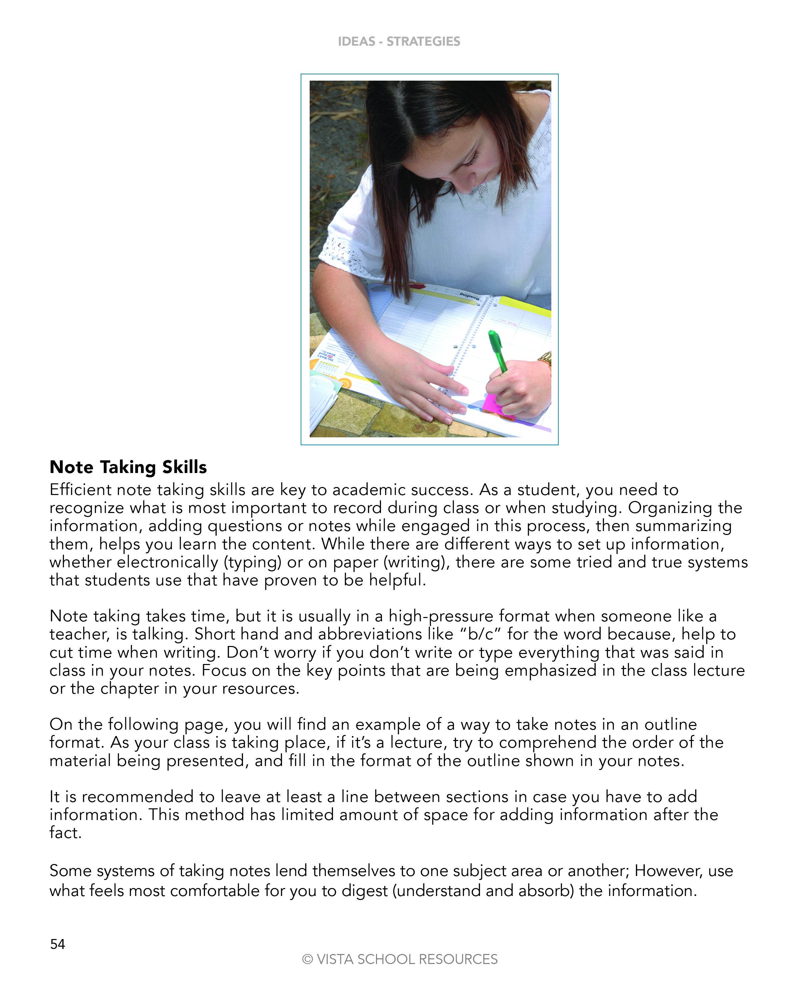 IDEAS - STRATEGIES
Reading
This Week's
Good
News is...
Note Taking Skills
Efficient note taking skills are key to academic success. As a student, you need to
recognize what is most important to record during class or when studying. Organizing the
information, adding questions or notes while engaged in this process, then summarizing
them, helps you learn the content. While there are different ways to set up information,
whether electronically (typing) or on paper (writing), there are some tried and true systems
that students use that have proven to be helpful.
Note taking takes time, but it is usually in a high-pressure format when someone like a
teacher, is talking. Short hand and abbreviations like “b/c” for the word because, help to
cut time when writing. Don’t worry if you don’t write or type everything that was said in
class in your notes. Focus on the key points that are being emphasized in the class lecture
or the chapter in your resources.
On the following page, you will find an example of a way to take notes in an outline
format. As your class is taking place, if it’s a lecture, try to comprehend the order of the
material being presented, and fill in the format of the outline shown in your notes.
It is recommended to leave at least a line between sections in case you have to add
information. This method has limited amount of space for adding information after the
fact.
Some systems of taking notes lend themselves to one subject area or another; However, use
what feels most comfortable for you to digest (understand and absorb) the information.
54
© VISTA SCHOOL RESOURCES